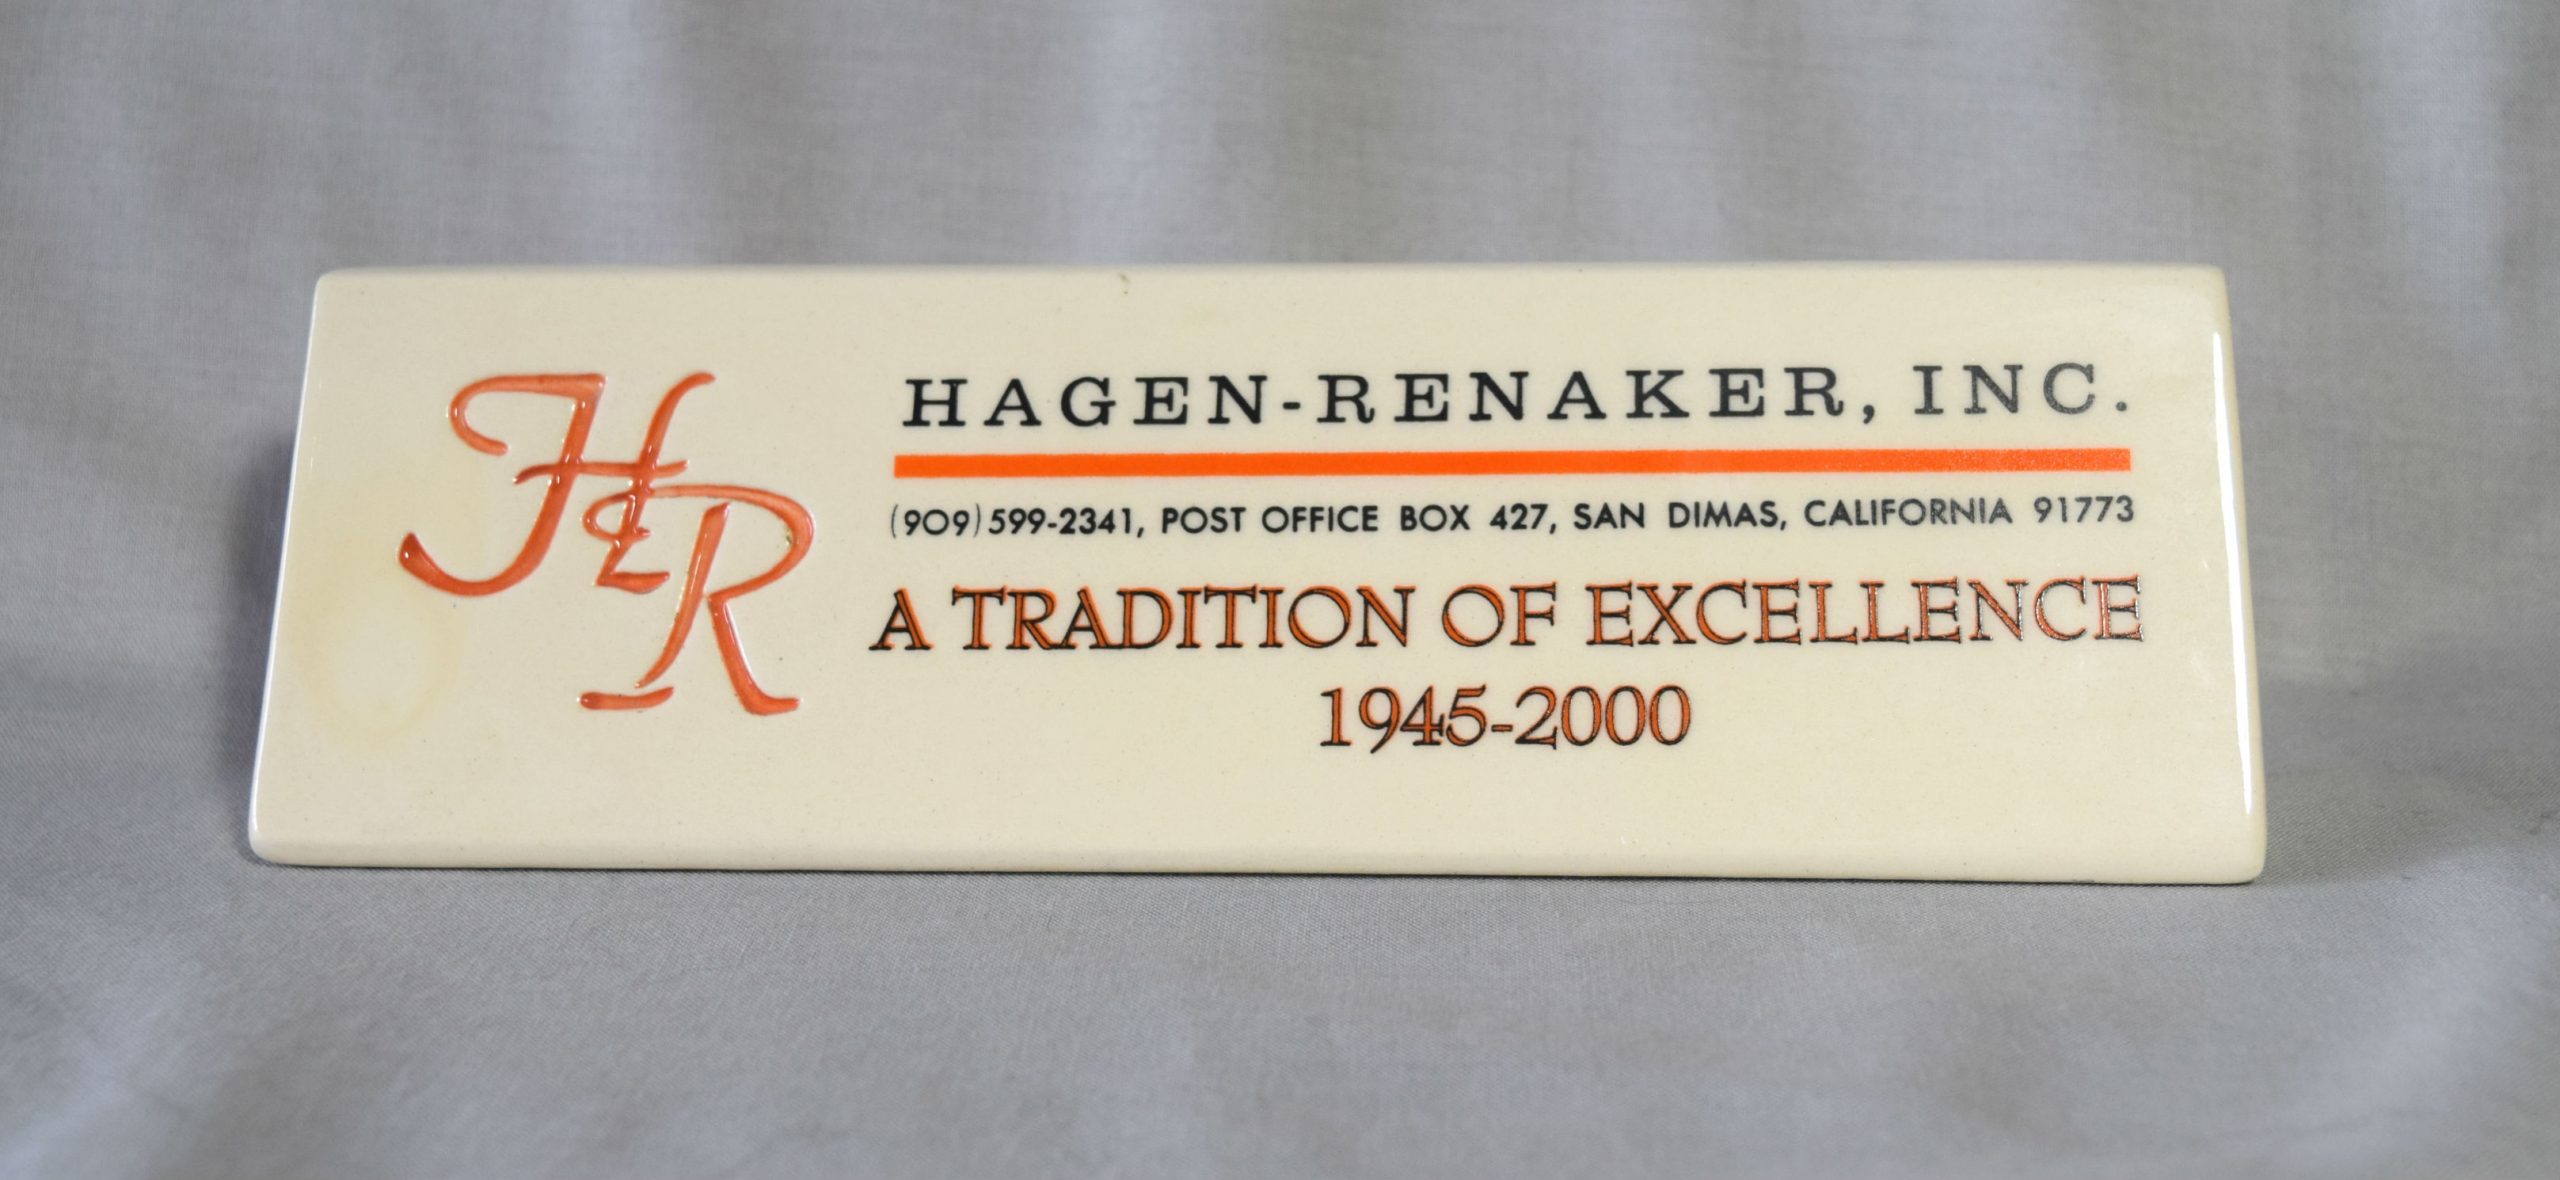 H&R
HAGEN-RENAKER, INC.
(909) 599-2341, POST OFFICE BOX 427, SAN DIMAS, CALIFORNIA 91773
A TRADITION OF EXCELLENCE
1945-2000